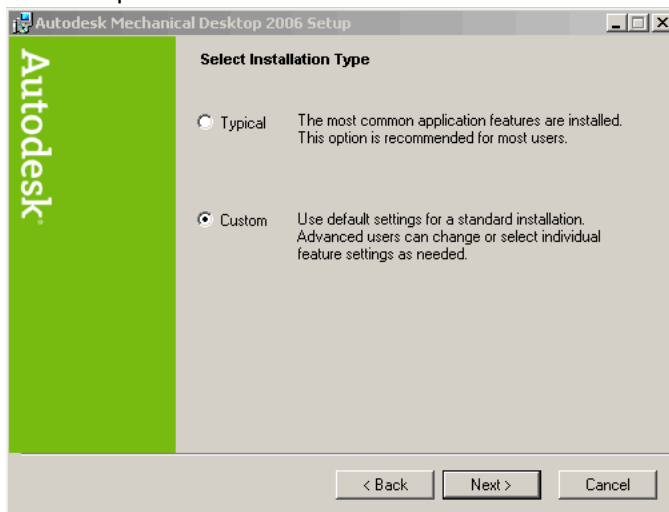 Autodesk Mechanical Desktop 2006 Setup
Autodesk
Select Installation Type
Typical
The most common application features are installed.
This option is recommended for most users.
Custom
Use default settings for a standard installation.
Advanced users can change or select individual
feature settings as needed.
< Back
Next >
Cancel